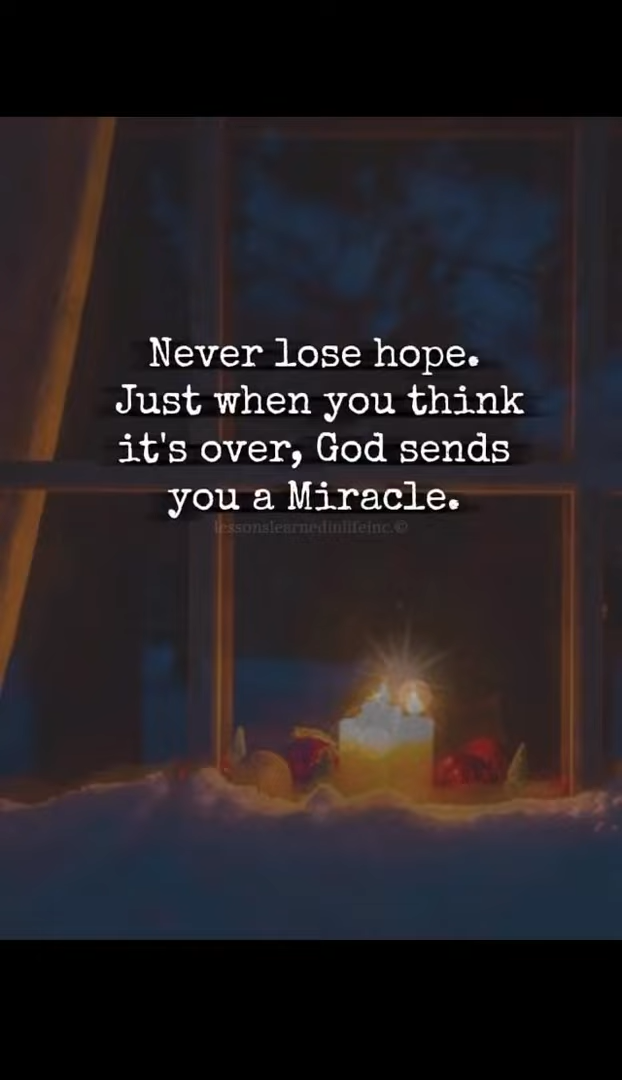 Never lose hope.
Just when you think
it's over, God sends
you a Miracle.
lessonslearnedinlifeinc.©